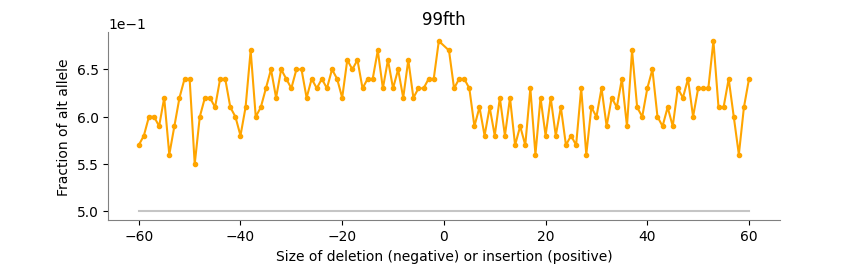 99fth
1e−1
Fraction of alt allele
6.5
6.0
5.5
5.0
−60 −40 −20 0 20 40 60
Size of deletion (negative) or insertion (positive)